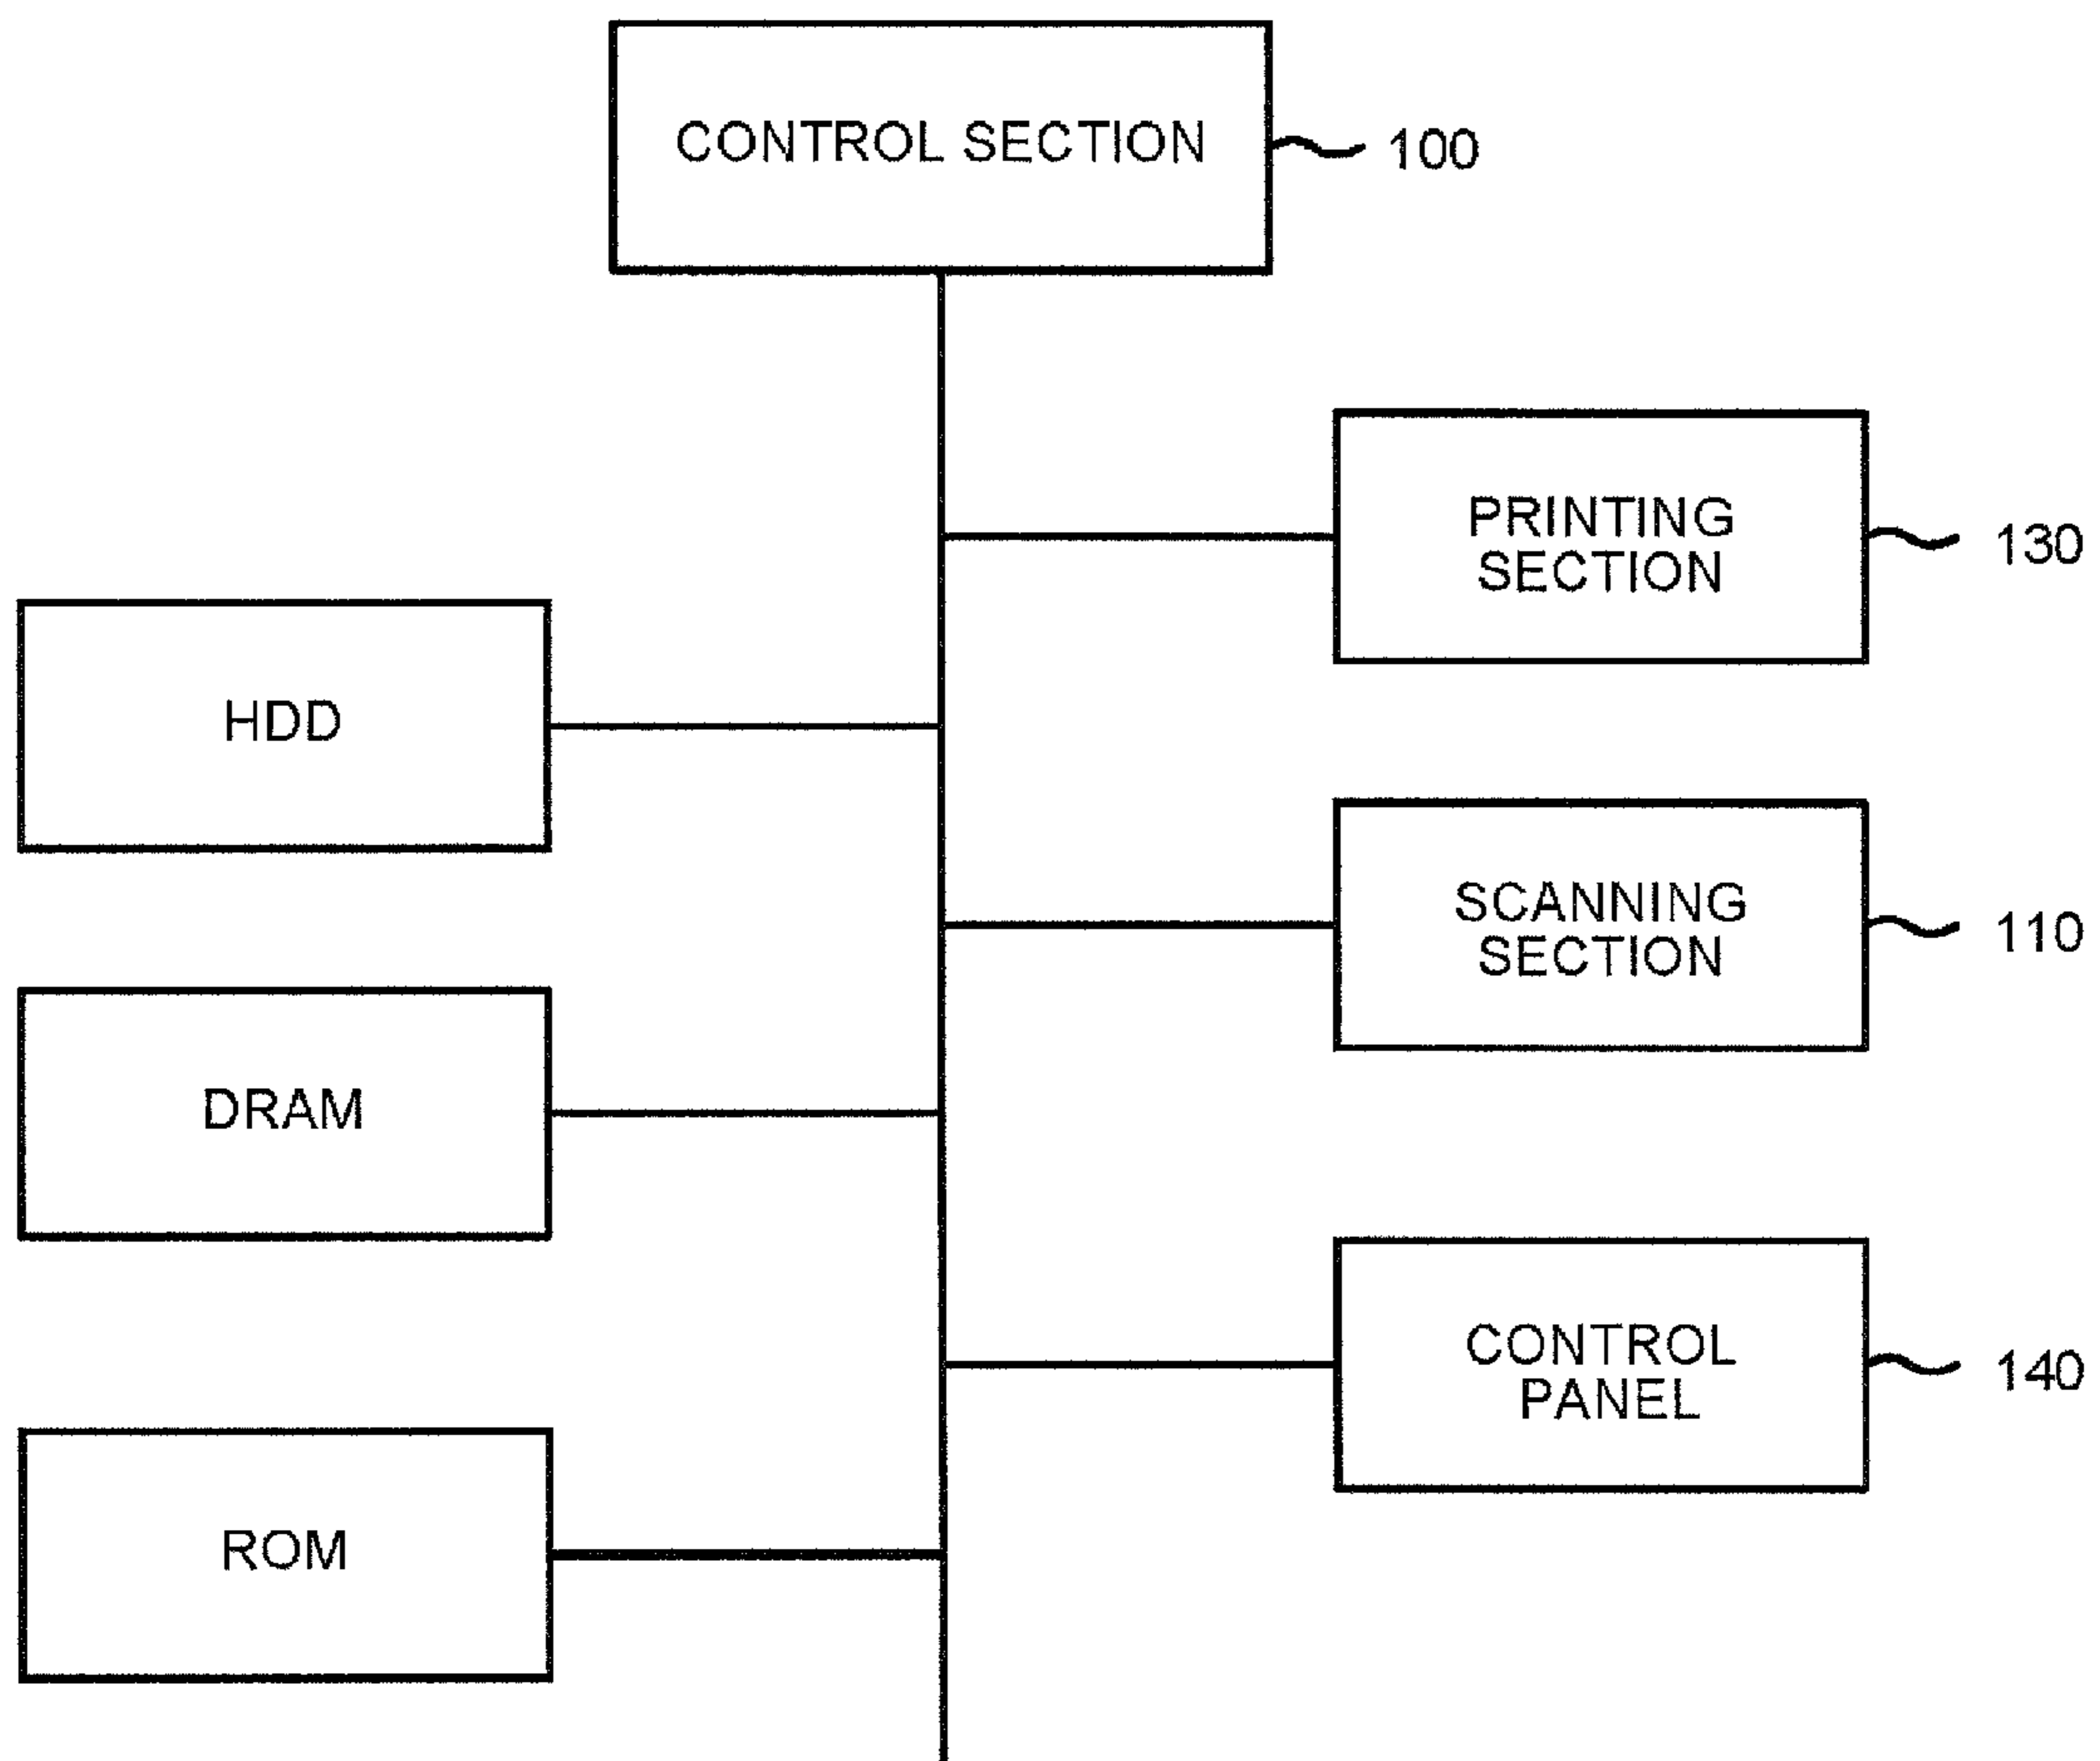 CONTROL SECTION
100
PRINTING
SECTION
130
HDD
SCANNING
SECTION
110
DRAM
CONTROL
PANEL
140
ROM